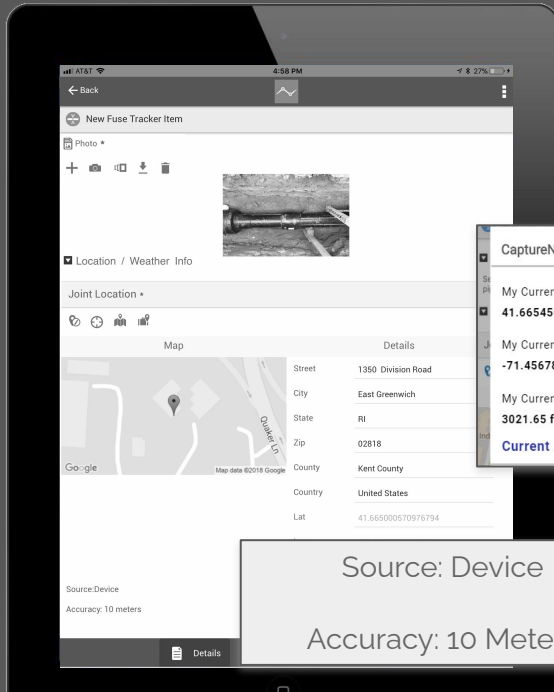 AT&T 4:58 PM 27%
Back
New Fuse Tracker Item
Photo *
Location / Weather Info
Joint Location *
Map Details
Street 1350 Division Road
City East Greenwich
State RI
Zip 02818
County Kent County
Country United States
Lat 41.665000570976794
Quaker Ln
Google Map data ©2018 Google
Source:Device
Accuracy: 10 meters
Details
CaptureN
My Curren
41.66545
My Curren
-71.45678
My Curren
3021.65 f
Current
Source: Device
Accuracy: 10 Mete